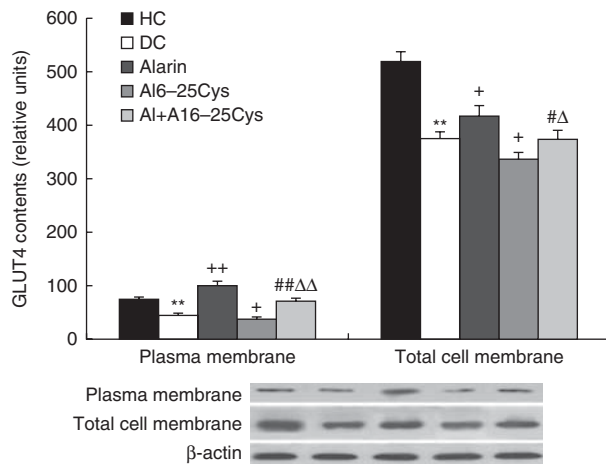 600
500
400
300
200
100
0
GLUT4 contents (relative units)
HC
DC
Alarin
Al6–25Cys
Al+A16–25Cys
**
++
+
##ΔΔ
**
+
+
#Δ
Plasma membrane
Total cell membrane
Plasma membrane
Total cell membrane
β-actin